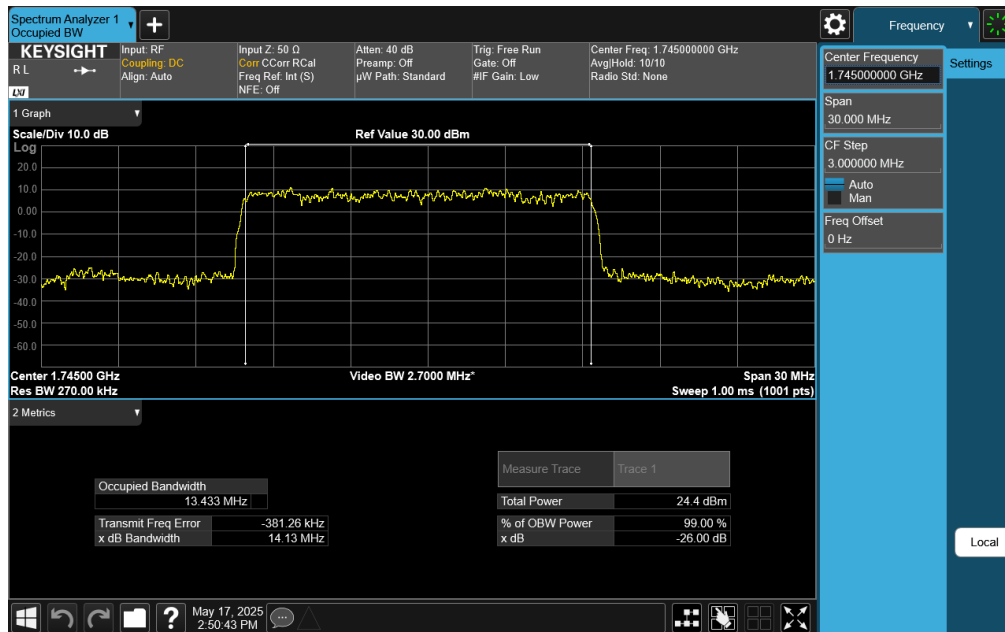 Spectrum Analyzer 1
Occupied BW
Frequency
KEYSIGHT
R L
LXI
Input: RF
Coupling: DC
Align: Auto
Input Z: 50 Ω
Corr CCorr RCal
Freq Ref: Int (S)
NFE: Off
Atten: 40 dB
Preamp: Off
µW Path: Standard
Trig: Free Run
Gate: Off
#IF Gain: Low
Center Freq: 1.745000000 GHz
Avg|Hold: 10/10
Radio Std: None
Center Frequency
1.745000000 GHz
Settings
Span
30.000 MHz
CF Step
3.000000 MHz
Auto
Man
Freq Offset
0 Hz
Local
1 Graph
Scale/Div 10.0 dB
Ref Value 30.00 dBm
Log
20.0
10.0
0.00
-10.0
-20.0
-30.0
-40.0
-50.0
-60.0
Center 1.74500 GHz
Video BW 2.7000 MHz*
Span 30 MHz
Res BW 270.00 kHz
Sweep 1.00 ms (1001 pts)
2 Metrics
Measure Trace
Trace 1
Occupied Bandwidth
13.433 MHz
Total Power
24.4 dBm
Transmit Freq Error
-381.26 kHz
% of OBW Power
99.00 %
x dB Bandwidth
14.13 MHz
x dB
-26.00 dB
?
May 17, 2025
2:50:43 PM